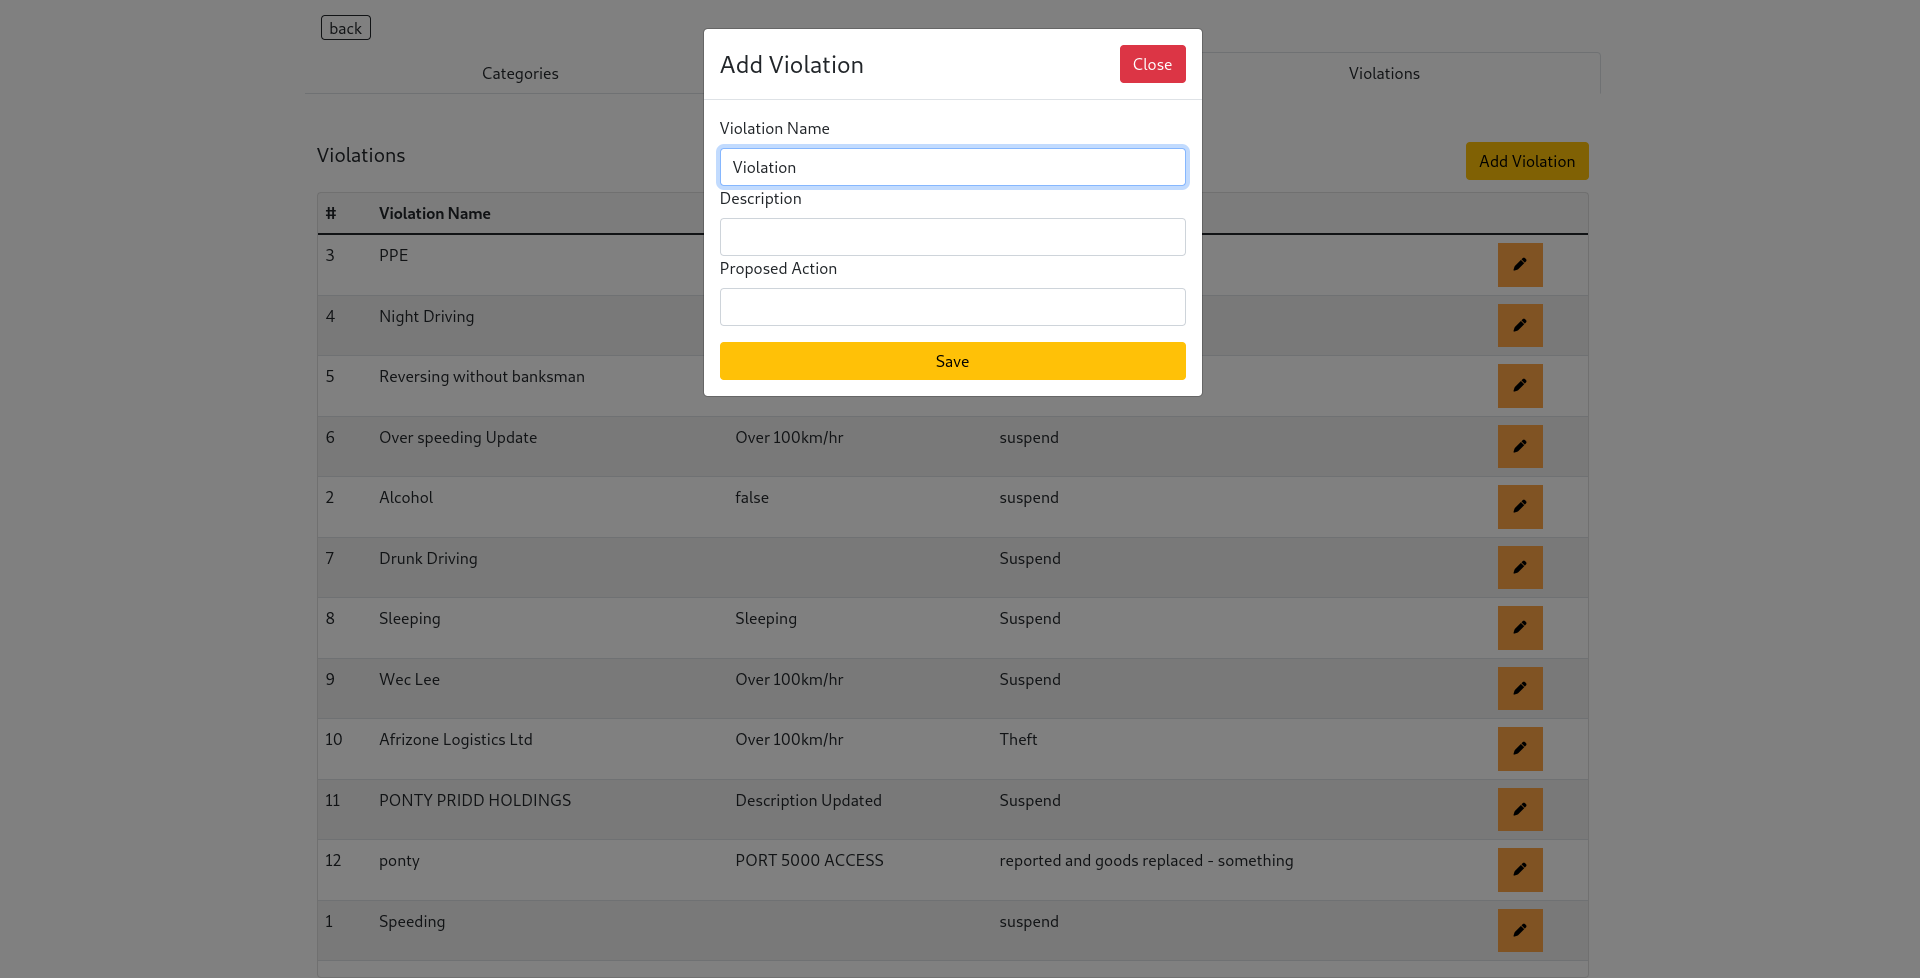 back
Add Violation
Close
Categories
Violations
Violation Name
Violations
Violation
Add Violation
Description
# Violation Name
3 PPE
Proposed Action
4 Night Driving
Save
5 Reversing without banksman
6 Over speeding Update Over 100km/hr suspend
2 Alcohol false suspend
7 Drunk Driving Suspend
8 Sleeping Sleeping Suspend
9 Wec Lee Over 100km/hr Suspend
10 Afrizone Logistics Ltd Over 100km/hr Theft
11 PONTY PRIDD HOLDINGS Description Updated Suspend
12 ponty PORT 5000 ACCESS reported and goods replaced - something
1 Speeding suspend